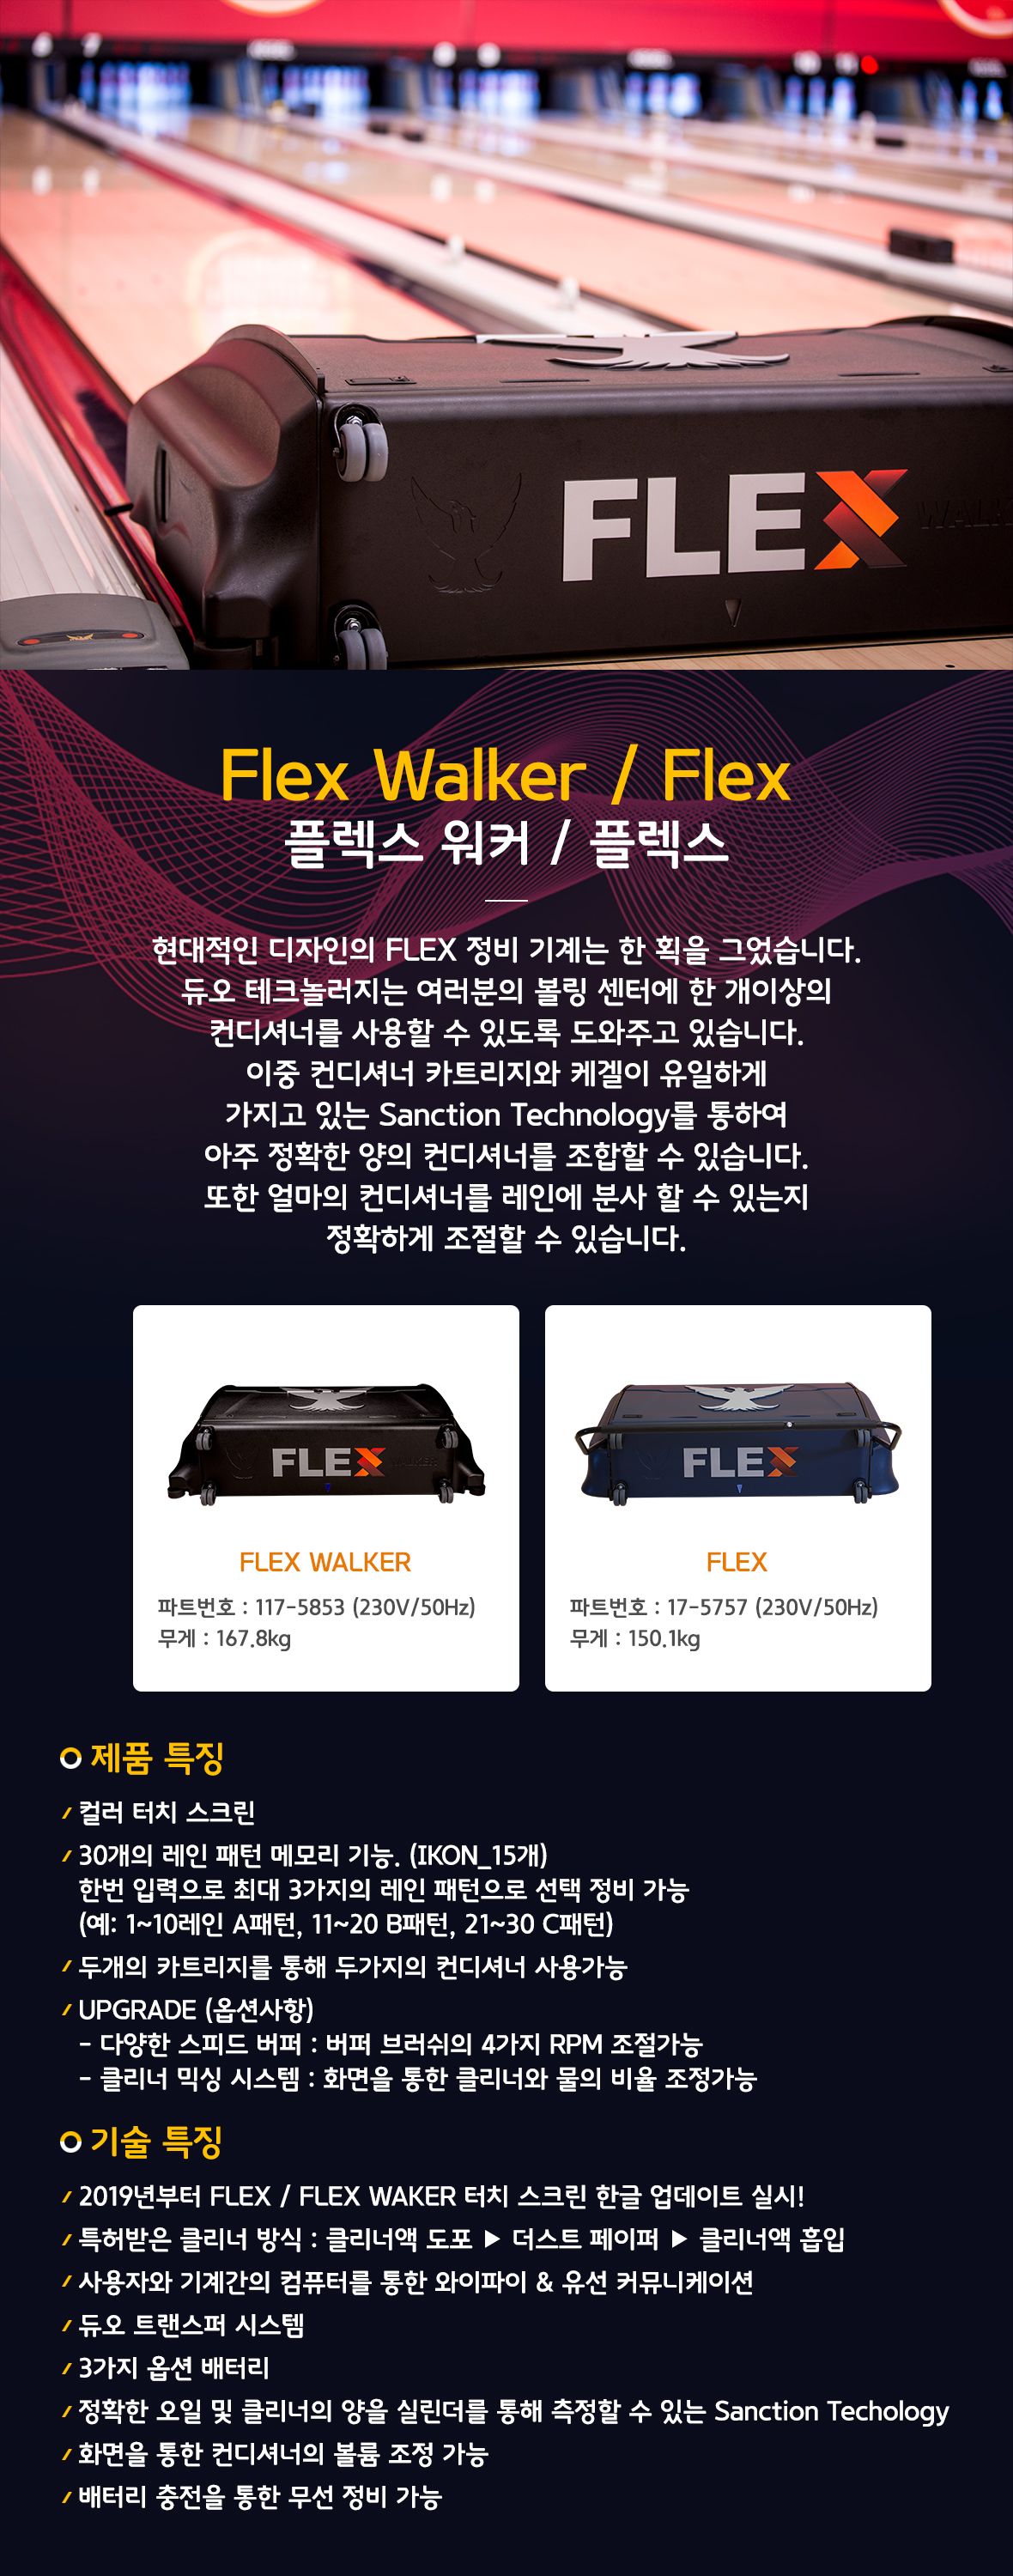 FLEX
WALK
Flex Walker / Flex
플렉스 워커 / 플렉스
현대적인 디자인의 FLEX 정비 기계는 한 획을 그었습니다.
듀오 테크놀러지는 여러분의 볼링 센터에 한 개이상의
컨디셔너를 사용할 수 있도록 도와주고 있습니다.
이중 컨디셔너 카트리지와 케겔이 유일하게
가지고 있는 Sanction Technology를 통하여
아주 정확한 양의 컨디셔너를 조합할 수 있습니다.
또한 얼마의 컨디셔너를 레인에 분사 할 수 있는지
정확하게 조절할 수 있습니다.
FLEX WALKER
FLEX WALKER
파트번호 : 117-5853 (230V/50Hz)
무게 : 167.8kg
FLEX
FLEX
파트번호 : 17-5757 (230V/50Hz)
무게 : 150.1kg
제품 특징
컬러 터치 스크린
30개의 레인 패턴 메모리 기능. (IKON_15개)
한번 입력으로 최대 3가지의 레인 패턴으로 선택 정비 가능
(예: 1~10레인 A패턴, 11~20 B패턴, 21~30 C패턴)
두개의 카트리지를 통해 두가지의 컨디셔너 사용가능
UPGRADE (옵션사항)
- 다양한 스피드 버퍼 : 버퍼 브러쉬의 4가지 RPM 조절가능
- 클리너 믹싱 시스템 : 화면을 통한 클리너와 물의 비율 조정가능
기술 특징
2019년부터 FLEX / FLEX WAKER 터치 스크린 한글 업데이트 실시!
특허받은 클리너 방식 : 클리너액 도포 ▶ 더스트 페이퍼 ▶ 클리너액 흡입
사용자와 기계간의 컴퓨터를 통한 와이파이 & 유선 커뮤니케이션
듀오 트랜스퍼 시스템
3가지 옵션 배터리
정확한 오일 및 클리너의 양을 실린더를 통해 측정할 수 있는 Sanction Techology
화면을 통한 컨디셔너의 볼륨 조정 가능
배터리 충전을 통한 무선 정비 가능